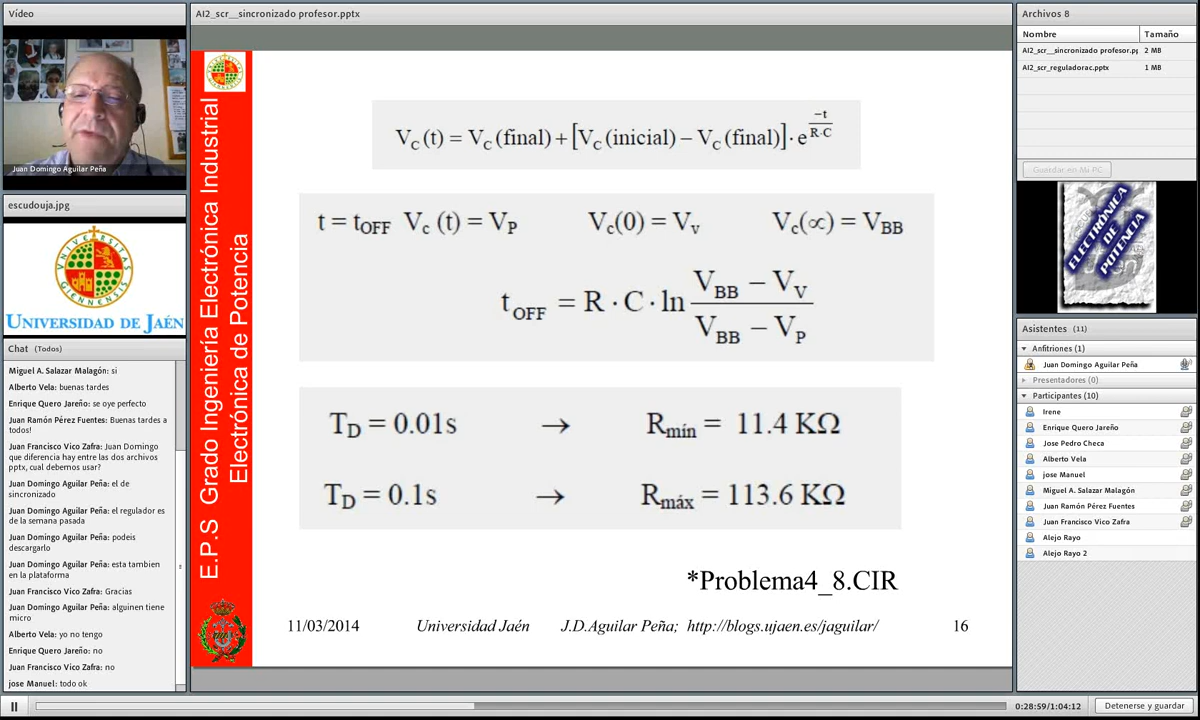 Vídeo
Juan Domingo Aguilar Peña
escudouja.jpg
UNIVERSITAS
GIENNENSIS
UNIVERSIDAD DE JAÉN
Chat (Todos)
Miguel A. Salazar Malagón: si
Alberto Vela: buenas tardes
Enrique Quero Jareño: se oye perfecto
Juan Ramón Pérez Fuentes: Buenas tardes a
todos!
Juan Francisco Vico Zafra: Juan Domingo
que diferencia hay entre las dos archivos
pptx, cual debemos usar?
Juan Domingo Aguilar Peña: el de
sincronizado
Juan Domingo Aguilar Peña: el regulador es
de la semana pasada
Juan Domingo Aguilar Peña: podeis
descargarlo
Juan Domingo Aguilar Peña: esta tambien
en la plataforma
Juan Francisco Vico Zafra: Gracias
Juan Domingo Aguilar Peña: alguinen tiene
micro
Alberto Vela: yo no tengo
Enrique Quero Jareño: no
Juan Francisco Vico Zafra: no
jose Manuel: todo ok
AI2_scr__sincronizado profesor.pptx
E.P.S Grado Ingeniería Electrónica Industrial
Electrónica de Potencia
V_C(t) = V_C(final) + [V_C(inicial) − V_C(final)] · e^(−t/R·C)
t = t_OFF V_c(t) = V_P V_c(0) = V_v V_c(∞) = V_BB
t_OFF = R · C · ln (V_BB − V_V)/(V_BB − V_P)
T_D = 0.01s → R_mín = 11.4 KΩ
T_D = 0.1s → R_máx = 113.6 KΩ
*Problema4_8.CIR
11/03/2014 Universidad Jaén J.D.Aguilar Peña; http://blogs.ujaen.es/jaguilar/ 16
Archivos 8
Nombre Tamaño
AI2_scr__sincronizado profesor.pp 2 MB
AI2_scr_reguladorac.pptx 1 MB
Guardar en Mi PC
ELECTRÓNICA
DE
POTENCIA
Asistentes (11)
Anfitriones (1)
Juan Domingo Aguilar Peña
Presentadores (0)
Participantes (10)
Irene
Enrique Quero Jareño
Jose Pedro Checa
Alberto Vela
jose Manuel
Miguel A. Salazar Malagón
Juan Ramón Pérez Fuentes
Juan Francisco Vico Zafra
Alejo Rayo
Alejo Rayo 2
0:28:59/1:04:12
Detenerse y guardar